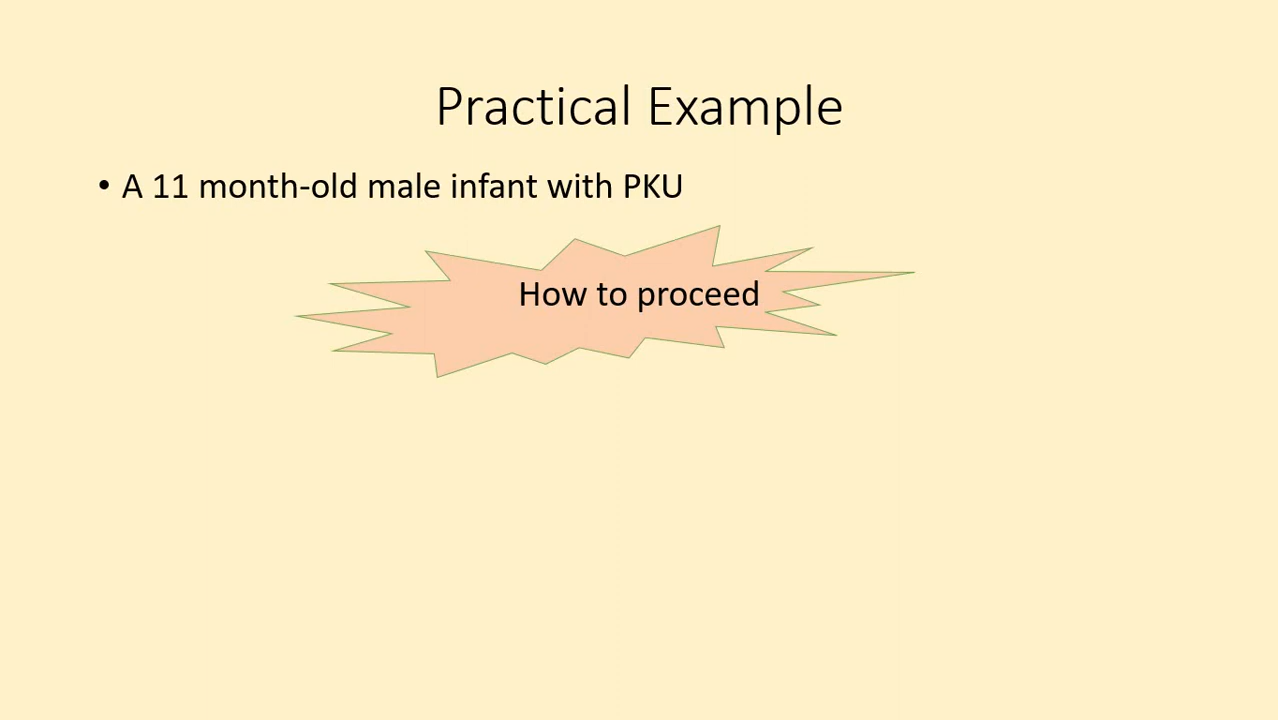 Practical Example
• A 11 month-old male infant with PKU
How to proceed